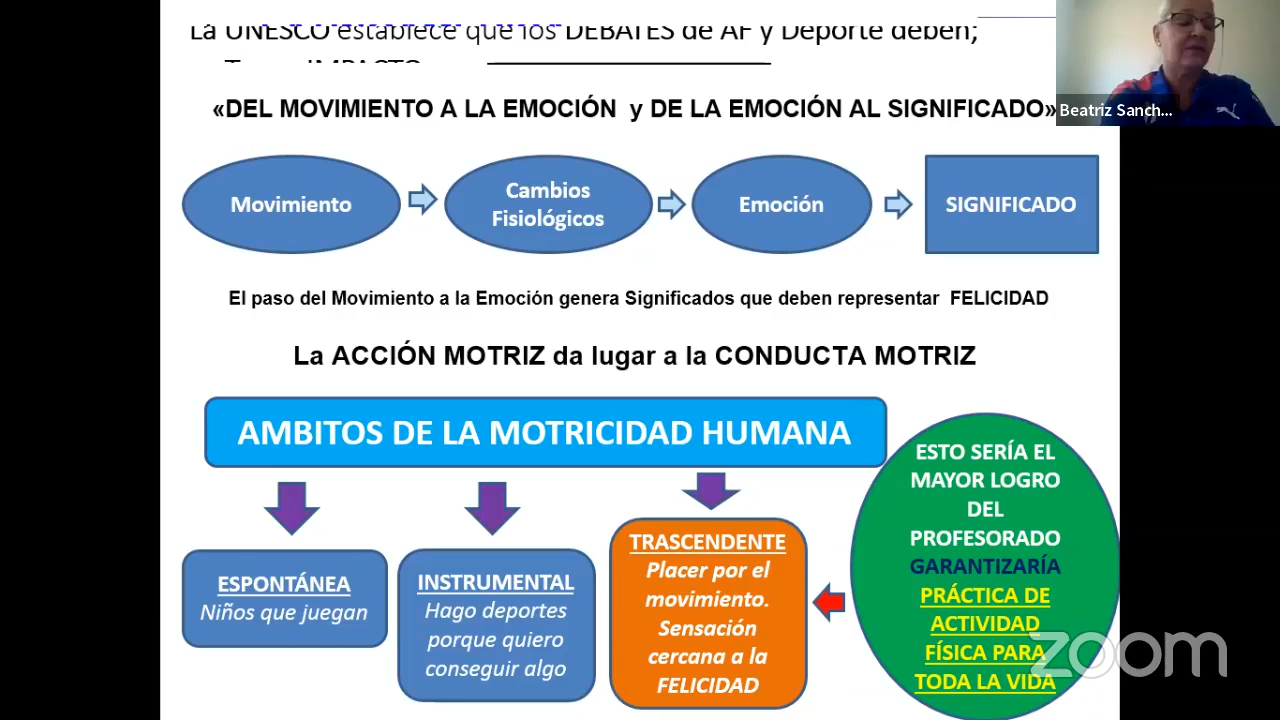 La UNESCO establece que los DEBATES de AF y Deporte deben;
IMPACTO
«DEL MOVIMIENTO A LA EMOCIÓN y DE LA EMOCIÓN AL SIGNIFICADO»
Beatriz Sanch...
Movimiento
Cambios
Fisiológicos
Emoción
SIGNIFICADO
El paso del Movimiento a la Emoción genera Significados que deben representar FELICIDAD
La ACCIÓN MOTRIZ da lugar a la CONDUCTA MOTRIZ
AMBITOS DE LA MOTRICIDAD HUMANA
ESPONTÁNEA
Niños que juegan
INSTRUMENTAL
Hago deportes
porque quiero
conseguir algo
TRASCENDENTE
Placer por el
movimiento.
Sensación
cercana a la
FELICIDAD
ESTO SERÍA EL
MAYOR LOGRO
DEL
PROFESORADO
GARANTIZARÍA
PRÁCTICA DE
ACTIVIDAD
FÍSICA PARA
TODA LA VIDA
zoom